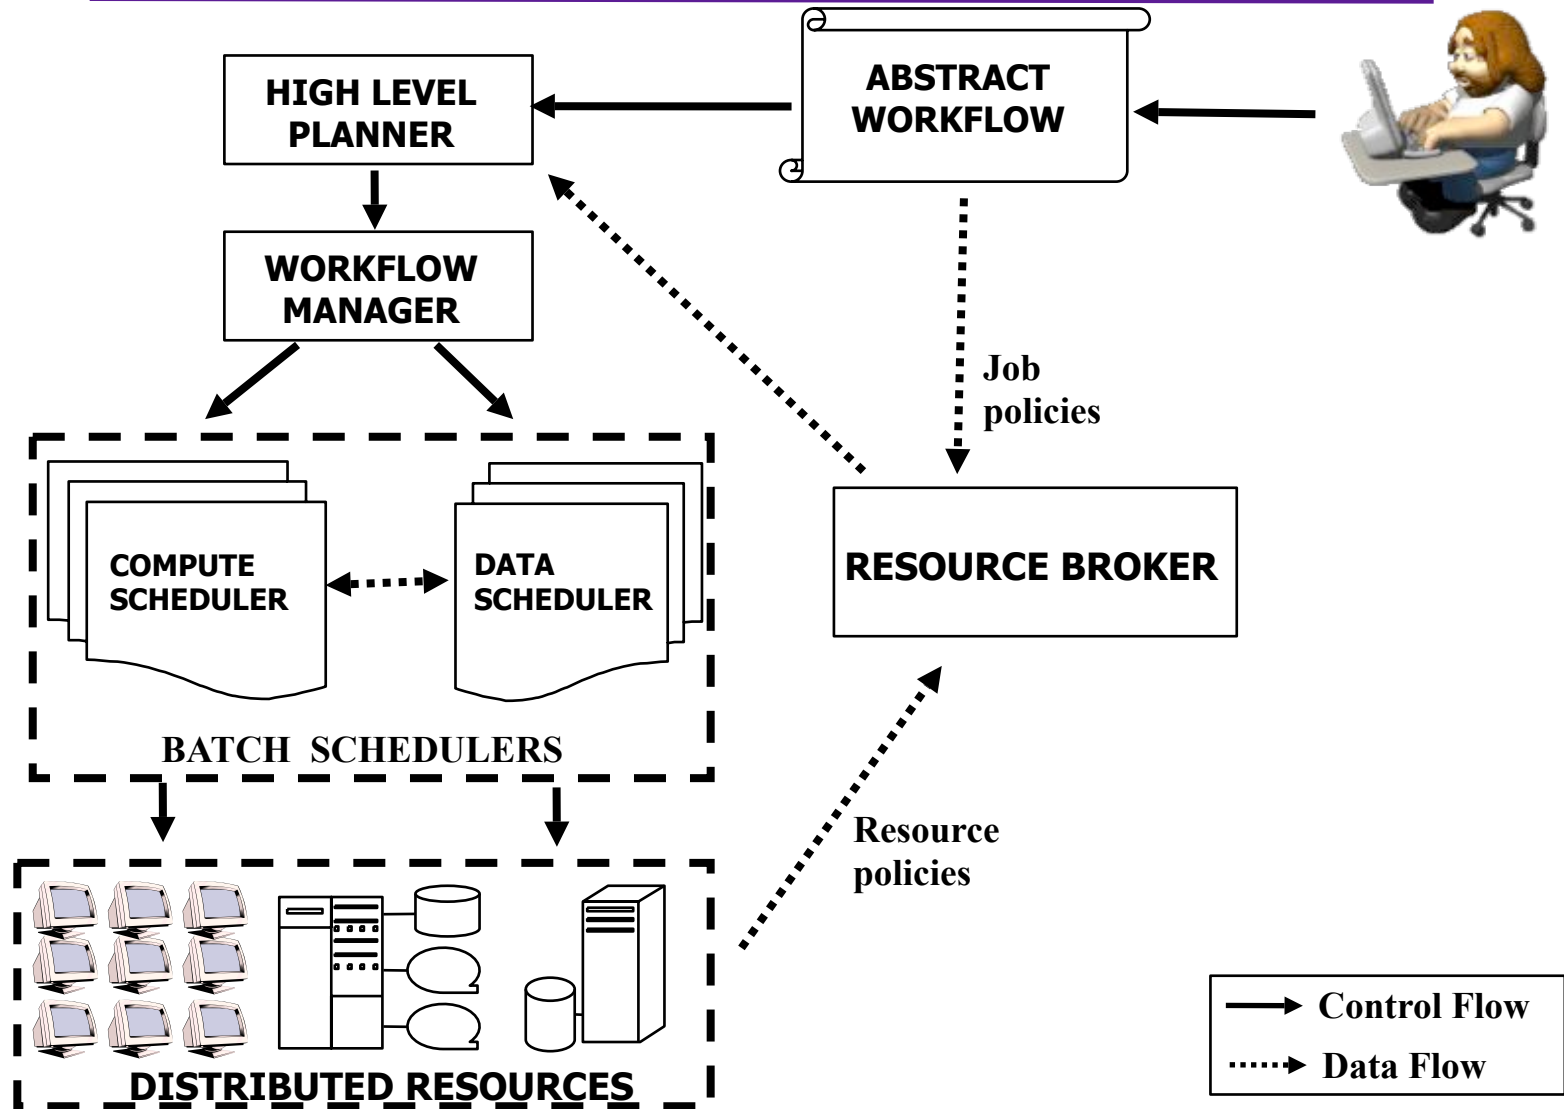 HIGH LEVEL
PLANNER
ABSTRACT
WORKFLOW
WORKFLOW
MANAGER
Job
policies
COMPUTE
SCHEDULER
DATA
SCHEDULER
RESOURCE BROKER
BATCH SCHEDULERS
Resource
policies
DISTRIBUTED RESOURCES
Control Flow
Data Flow